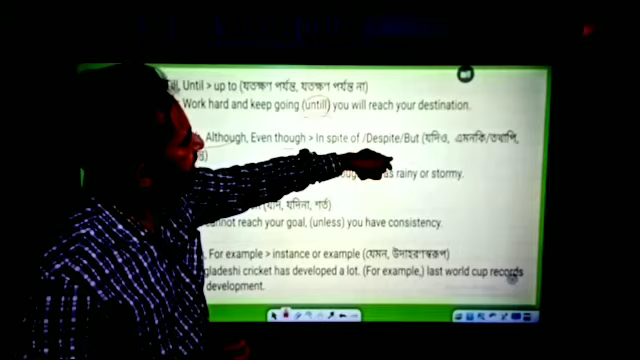 Till, Until > up to (যতক্ষণ পর্যন্ত, যতক্ষণ পর্যন্ত না)
Work hard and keep going (untill) you will reach your destination.
Although, Even though > In spite of /Despite/But (যদিও, এমনকি/তথাপি,
rainy or stormy.
(যদি, যদিনা, শর্ত)
cannot reach your goal, (unless) you have consistency.
For example > instance or example (যেমন, উদাহরণস্বরূপ)
gladeshi cricket has developed a lot. (For example,) last world cup records
development.